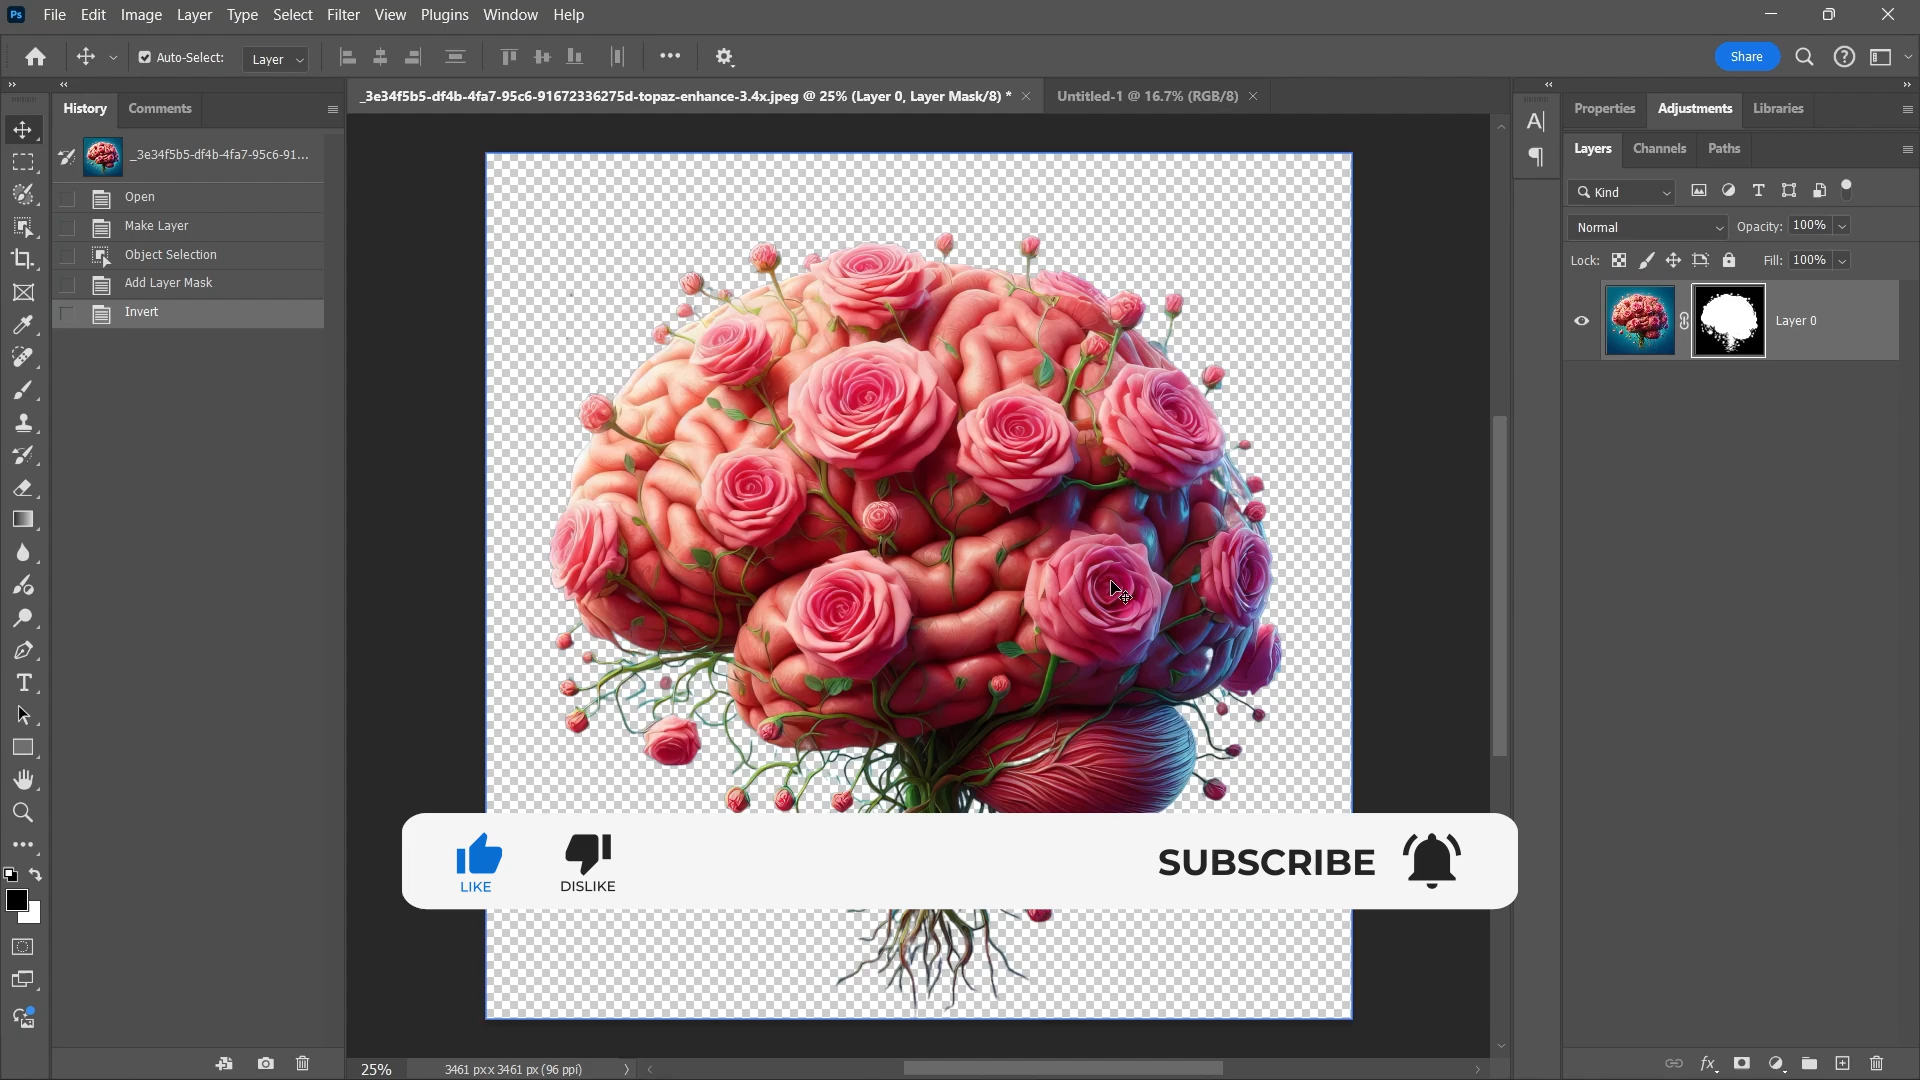 Ps File Edit Image Layer Type Select Filter View Plugins Window Help
Auto-Select: Layer Share
_3e34f5b5-df4b-4fa7-95c6-91672336275d-topaz-enhance-3.4x.jpeg @ 25% (Layer 0, Layer Mask/8) * Untitled-1 @ 16.7% (RGB/8)
History Comments
_3e34f5b5-df4b-4fa7-95c6-91...
Open
Make Layer
Object Selection
Add Layer Mask
Invert
Properties Adjustments Libraries
Layers Channels Paths
Kind
Normal Opacity: 100%
Lock: Fill: 100%
Layer 0
LIKE DISLIKE SUBSCRIBE
25% 3461 px x 3461 px (96 ppi)
fx